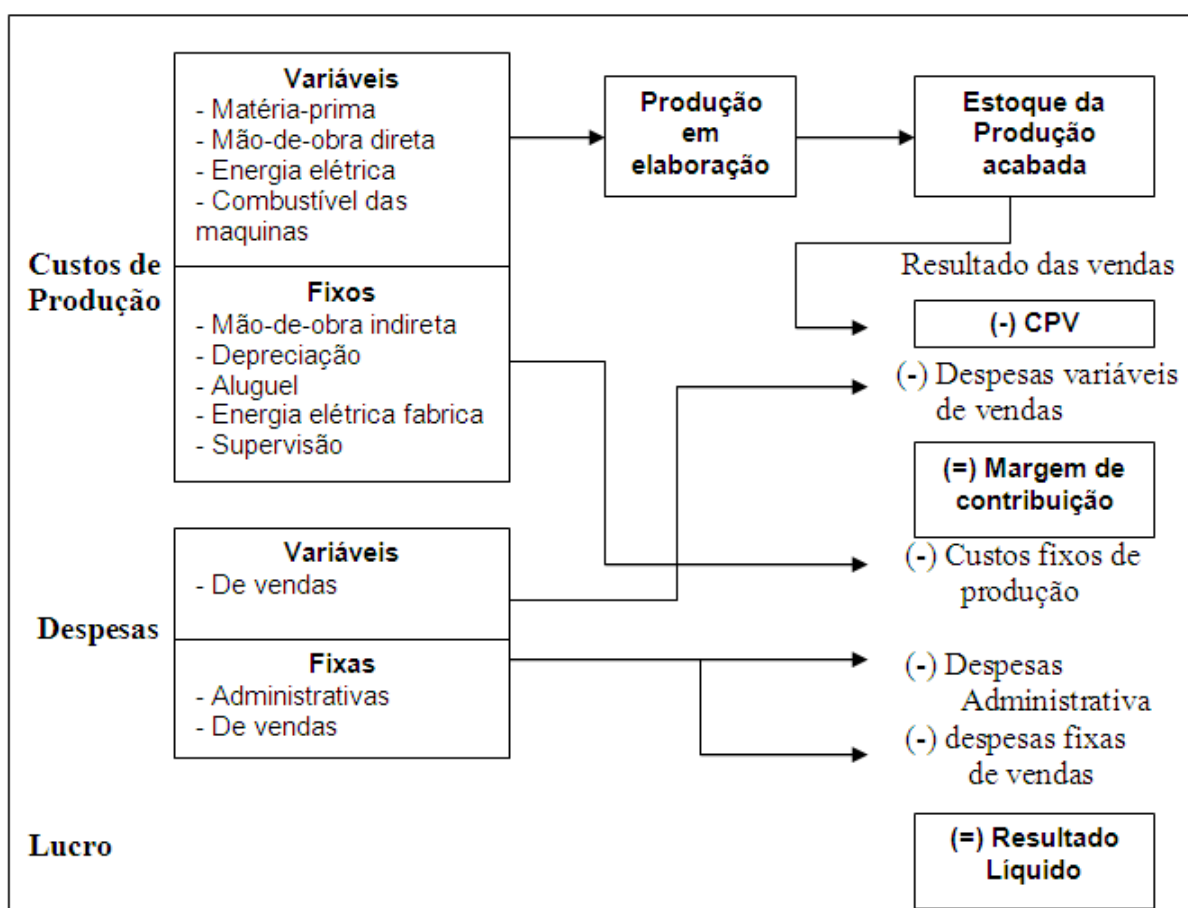 Variáveis
- Matéria-prima
- Mão-de-obra direta
- Energia elétrica
- Combustível das
maquinas
Produção
em
elaboração
Estoque da
Produção
acabada
Custos de
Produção
Fixos
- Mão-de-obra indireta
- Depreciação
- Aluguel
- Energia elétrica fabrica
- Supervisão
Resultado das vendas
(-) CPV
(-) Despesas variáveis
de vendas
(=) Margem de
contribuição
(-) Custos fixos de
produção
Despesas
Variáveis
- De vendas
Fixas
- Administrativas
- De vendas
(-) Despesas
Administrativa
(-) despesas fixas
de vendas
Lucro
(=) Resultado
Líquido